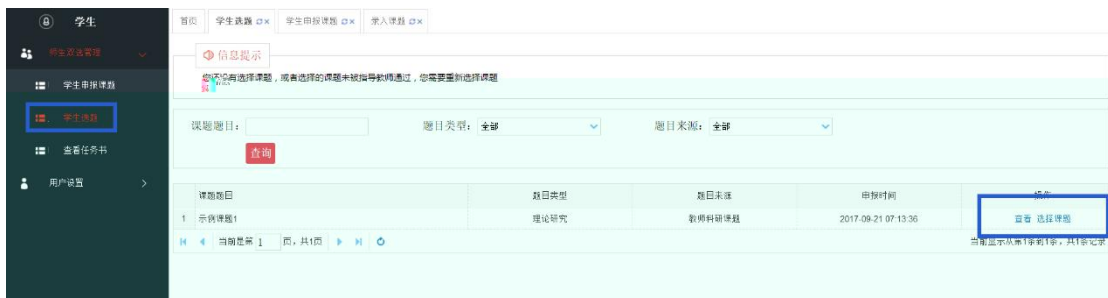 学生
首页 学生选题 学生申报课题 录入课题
师生双选管理
信息提示
您还没有选择课题，或者选择的课题未被指导教师通过，您需要重新选择课题
学生申报课题
学生选题
课题题目： 题目类型：全部 题目来源：全部
查询
查看任务书
用户设置
课题题目 题目类型 题目来源 申报时间 操作
1 示例课题1 理论研究 教师科研课题 2017-09-21 07:13:36 查看 选择课题
当前是第 1 页，共1页 当前显示从第1条到1条，共1条记录